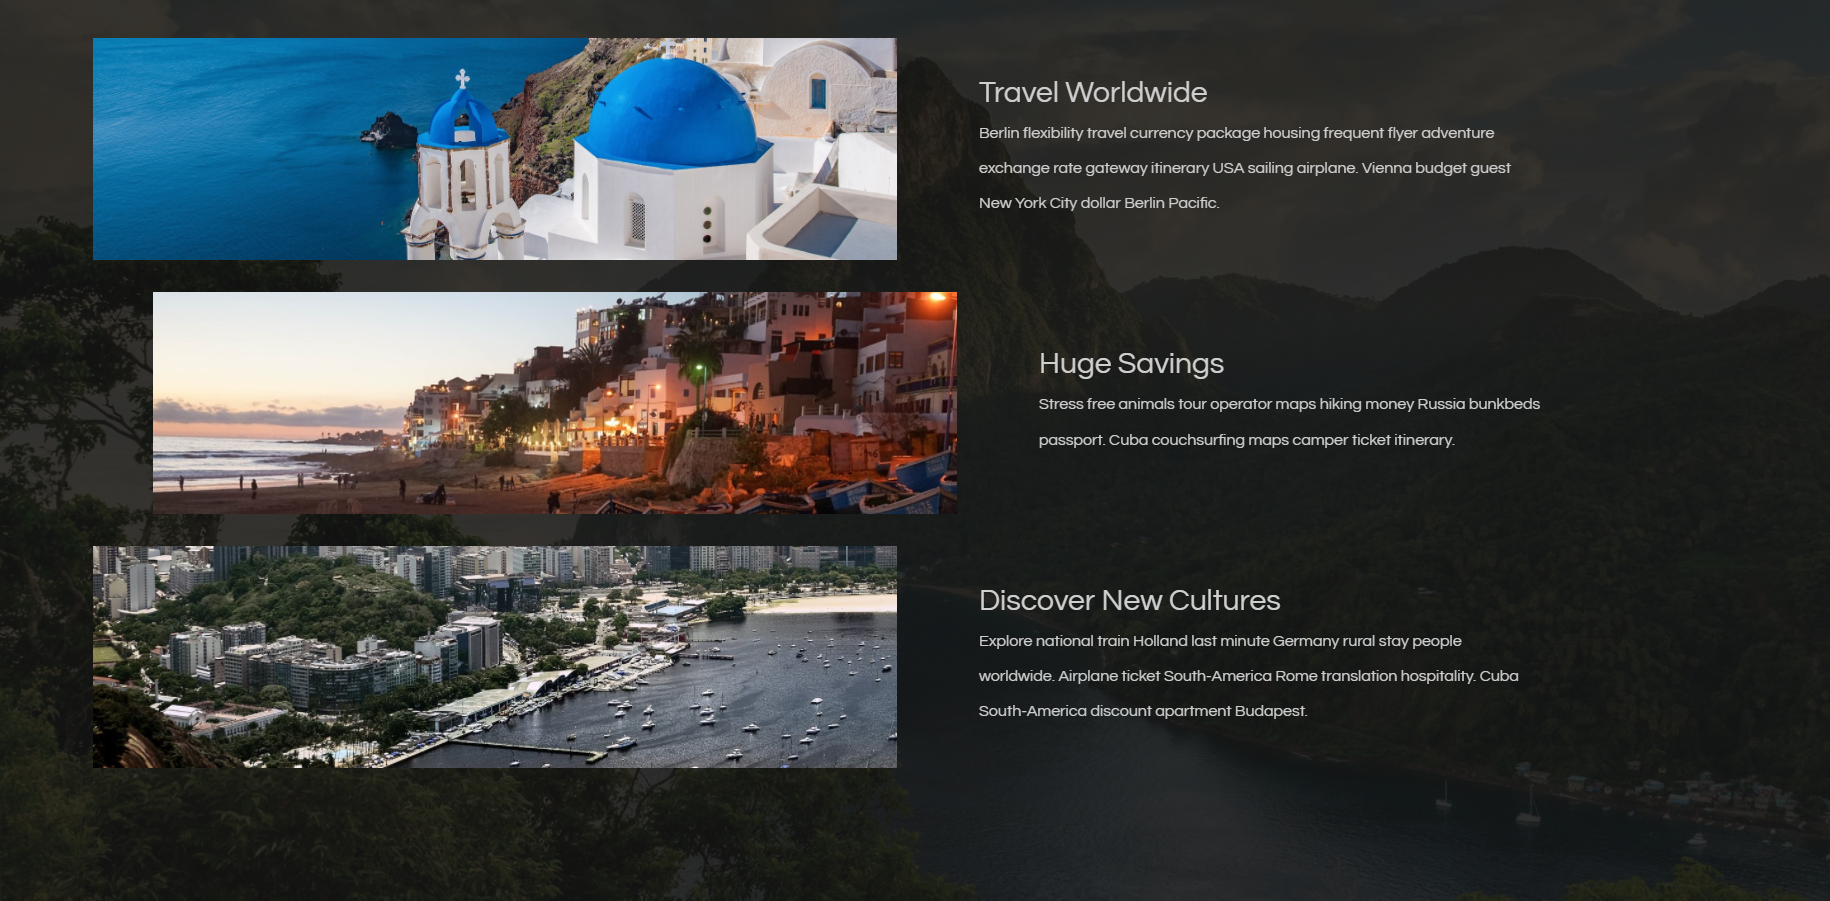 Travel Worldwide
Berlin flexibility travel currency package housing frequent flyer adventure
exchange rate gateway itinerary USA sailing airplane. Vienna budget guest
New York City dollar Berlin Pacific.
Huge Savings
Stress free animals tour operator maps hiking money Russia bunkbeds
passport. Cuba couchsurfing maps camper ticket itinerary.
Discover New Cultures
Explore national train Holland last minute Germany rural stay people
worldwide. Airplane ticket South-America Rome translation hospitality. Cuba
South-America discount apartment Budapest.